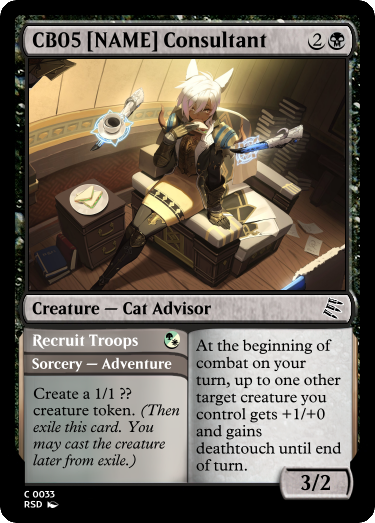 CB05 [NAME] Consultant 2
Creature — Cat Advisor
Recruit Troops
Sorcery — Adventure
Create a 1/1 ??
creature token. (Then
exile this card. You
may cast the creature
later from exile.)
At the beginning of
combat on your
turn, up to one other
target creature you
control gets +1/+0
and gains
deathtouch until end
of turn.
3/2
C 0033
RSD